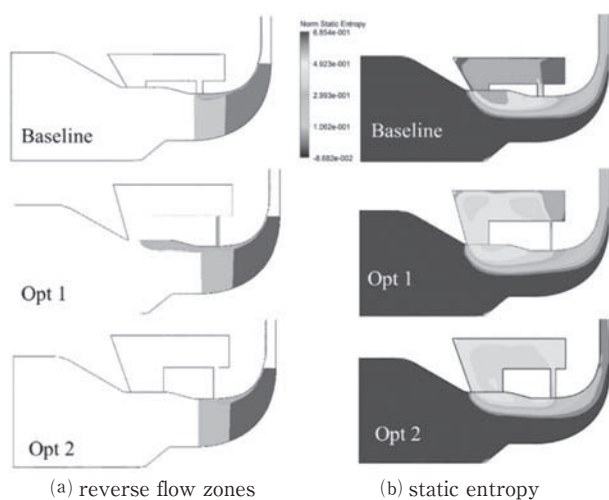 Norm Static Entropy
6.854e-001
4.923e-001
2.993e-001
1.062e-001
-8.682e-002
Baseline
Baseline
Opt 1
Opt 1
Opt 2
Opt 2
(a) reverse flow zones
(b) static entropy